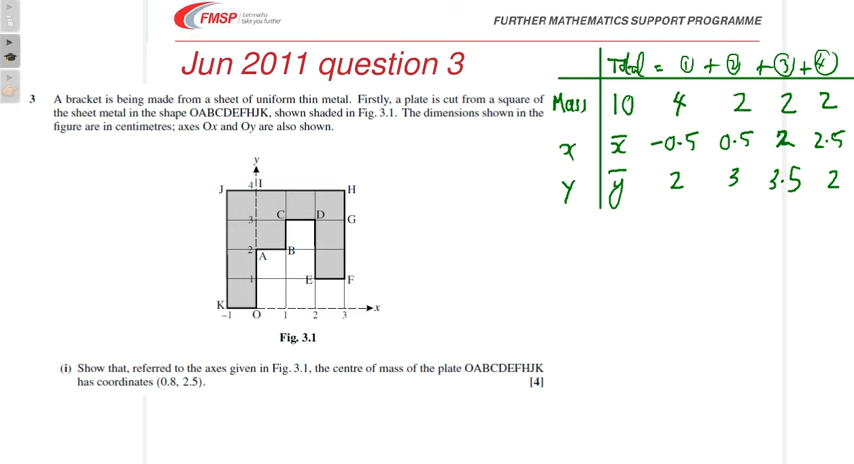 FMSP Let maths take you further
FURTHER MATHEMATICS SUPPORT PROGRAMME
Jun 2011 question 3
3 A bracket is being made from a sheet of uniform thin metal. Firstly, a plate is cut from a square of
the sheet metal in the shape OABCDEFHJK, shown shaded in Fig. 3.1. The dimensions shown in the
figure are in centimetres; axes Ox and Oy are also shown.
Total = ① + ② + ③ + ④
Mass 10 4 2 2 2
x x̄ -0.5 0.5 2 2.5
y ȳ 2 3 3.5 2
y
J 4 I H
3 C D G
2 A B
1 E F
K
-1 O 1 2 3 x
Fig. 3.1
(i) Show that, referred to the axes given in Fig. 3.1, the centre of mass of the plate OABCDEFHJK
has coordinates (0.8, 2.5). [4]